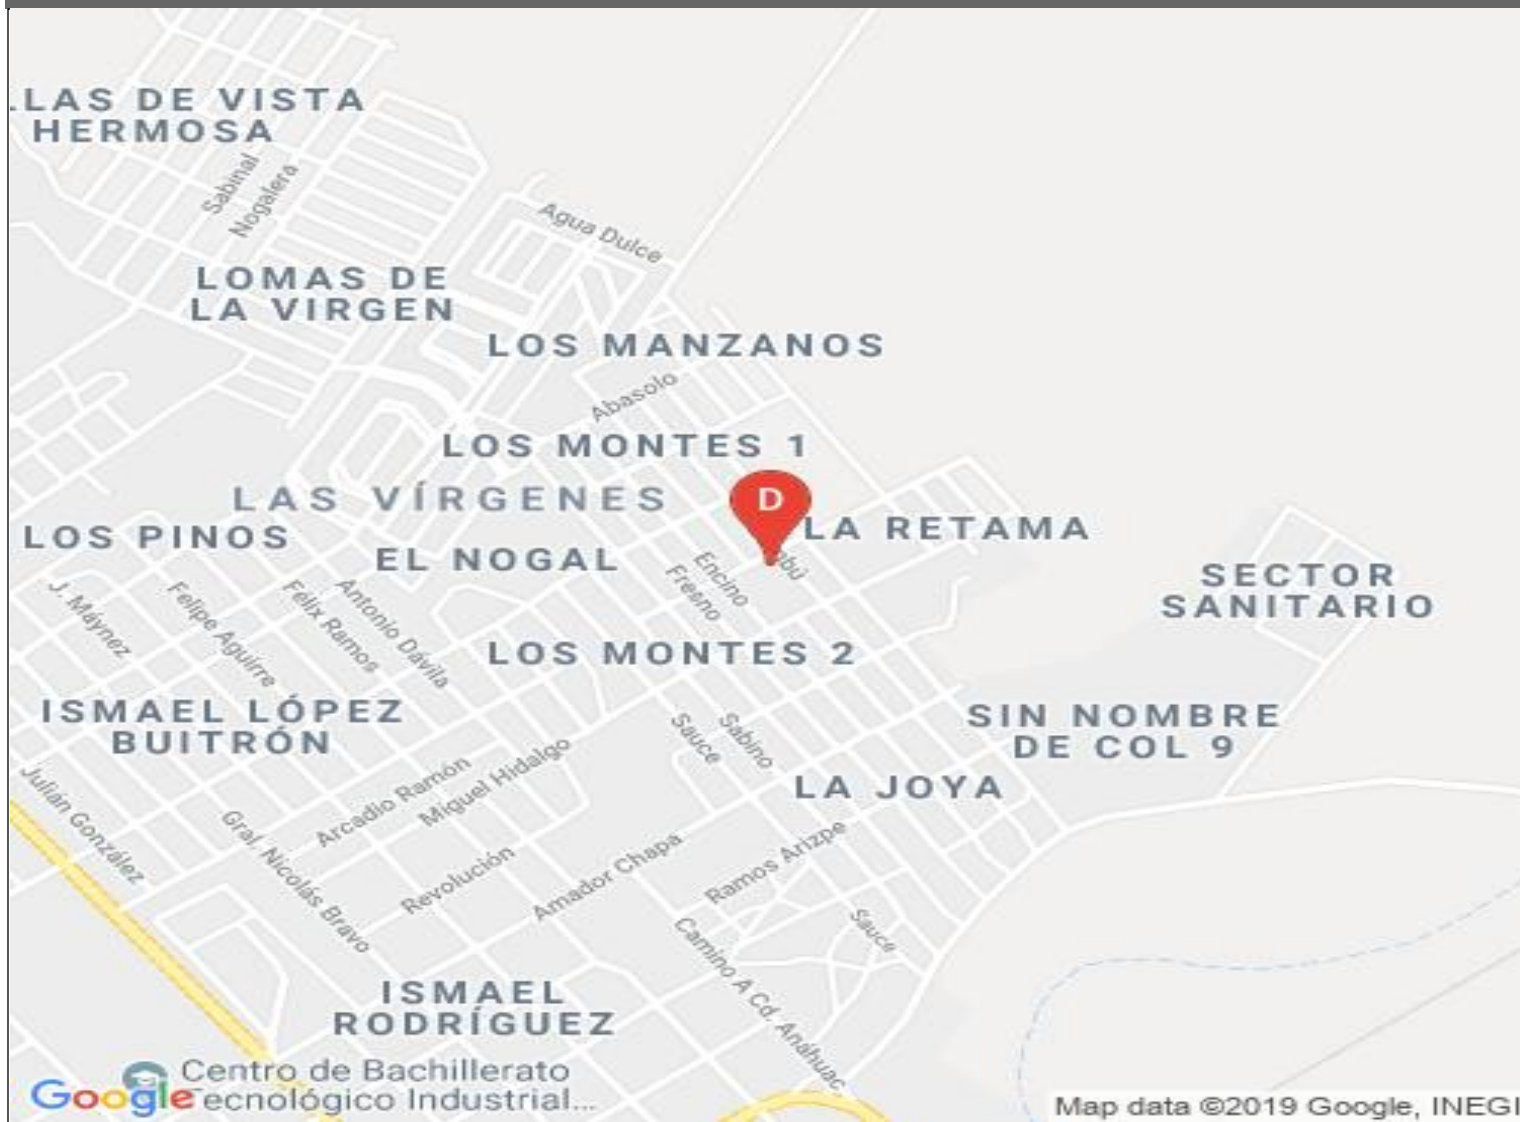 LLAS DE VISTA
HERMOSA
Sabinal
Nogalera
Agua Dulce
LOMAS DE
LA VIRGEN
LOS MANZANOS
Abasolo
LOS MONTES 1
LAS VÍRGENES
D
LA RETAMA
LOS PINOS
EL NOGAL
Encino
Fresno
SECTOR
SANITARIO
J. Máynez
Felipe Aguirre
Félix Ramos
Antonio Dávila
LOS MONTES 2
ISMAEL LÓPEZ
BUITRÓN
Sauce
Sabino
SIN NOMBRE
DE COL 9
Julián González
Arcadio Ramón
Miguel Hidalgo
LA JOYA
Gral. Nicolás Bravo
Revolución
Amador Chapa
Ramos Arizpe
Sauce
Camino A Cd. Anáhuac
ISMAEL
RODRÍGUEZ
Centro de Bachillerato
Google ecnológico Industrial...
Map data ©2019 Google, INEGI